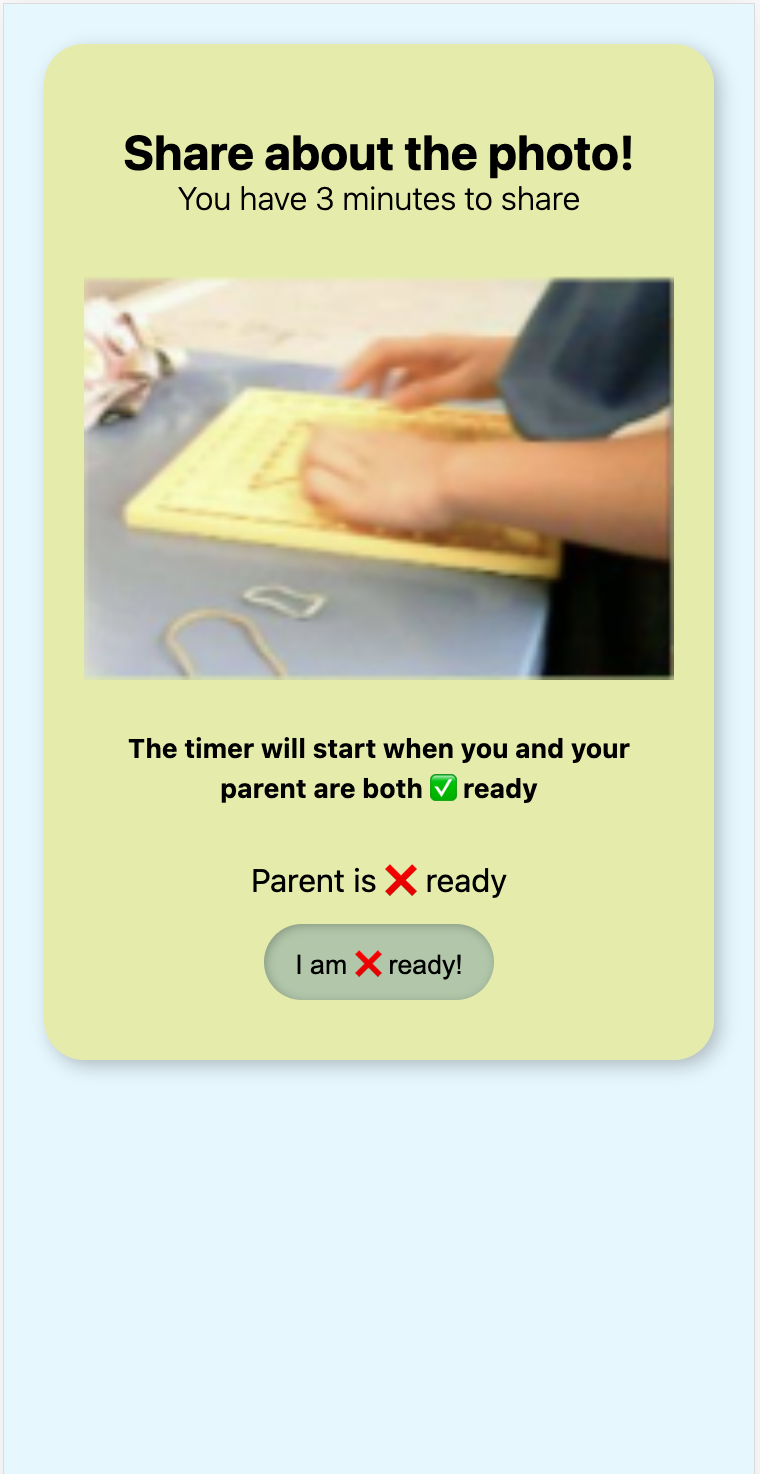 Share about the photo!
You have 3 minutes to share
The timer will start when you and your
parent are both ✅ ready
Parent is ❌ ready
I am ❌ ready!